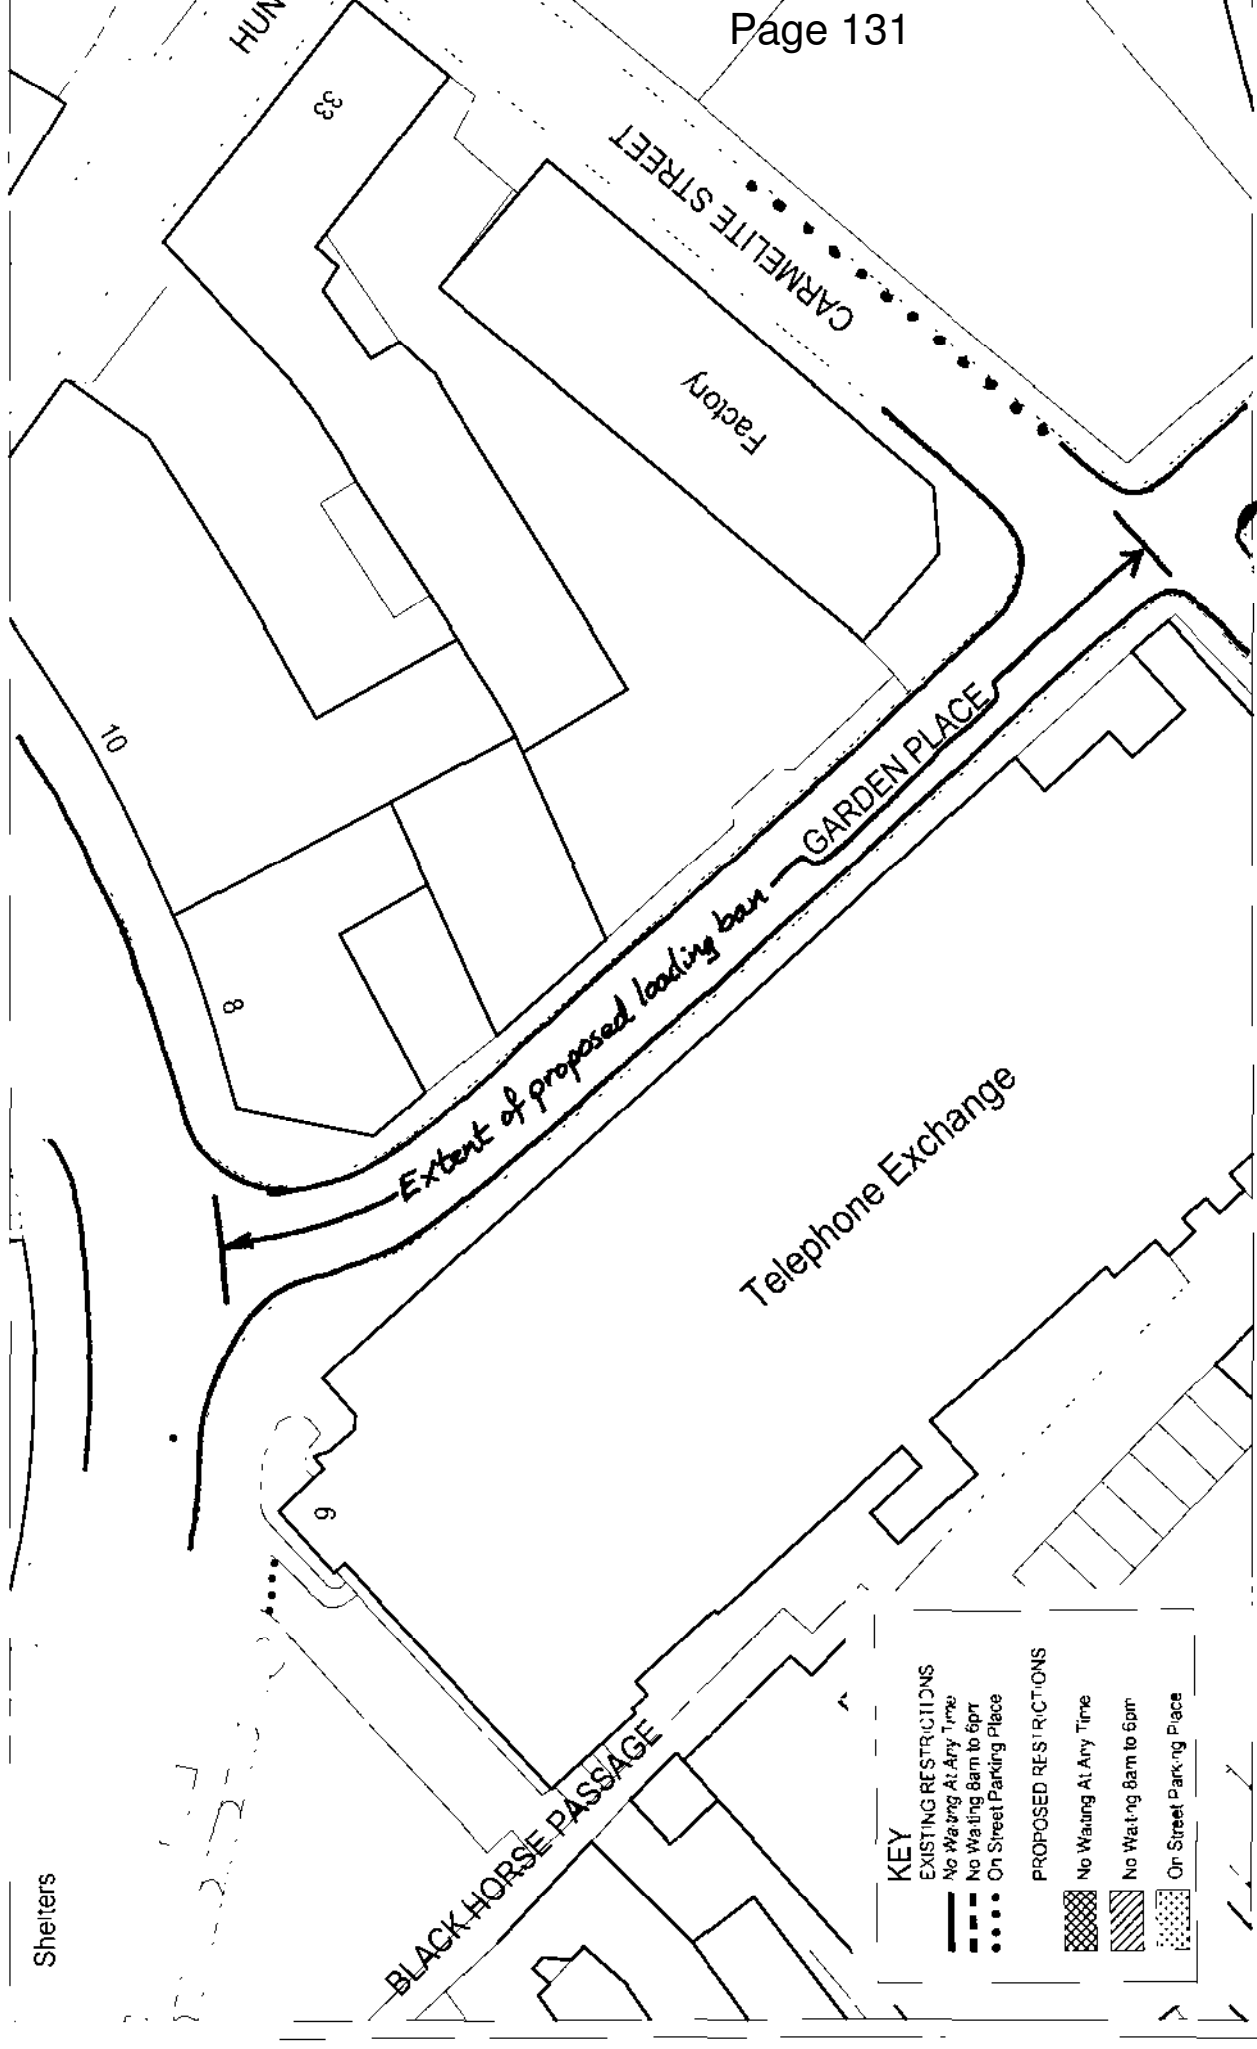 Page 131
HUN
33
CARMELITE STREET
Factory
10
8
GARDEN PLACE
Extent of proposed loading ban
Telephone Exchange
9
BLACK HORSE PASSAGE
Shelters
KEY
EXISTING RESTRICTIONS
No Waiting At Any Time
No Waiting 8am to 6pm
On Street Parking Place
PROPOSED RESTRICTIONS
No Waiting At Any Time
No Waiting 8am to 6pm
On Street Parking Place